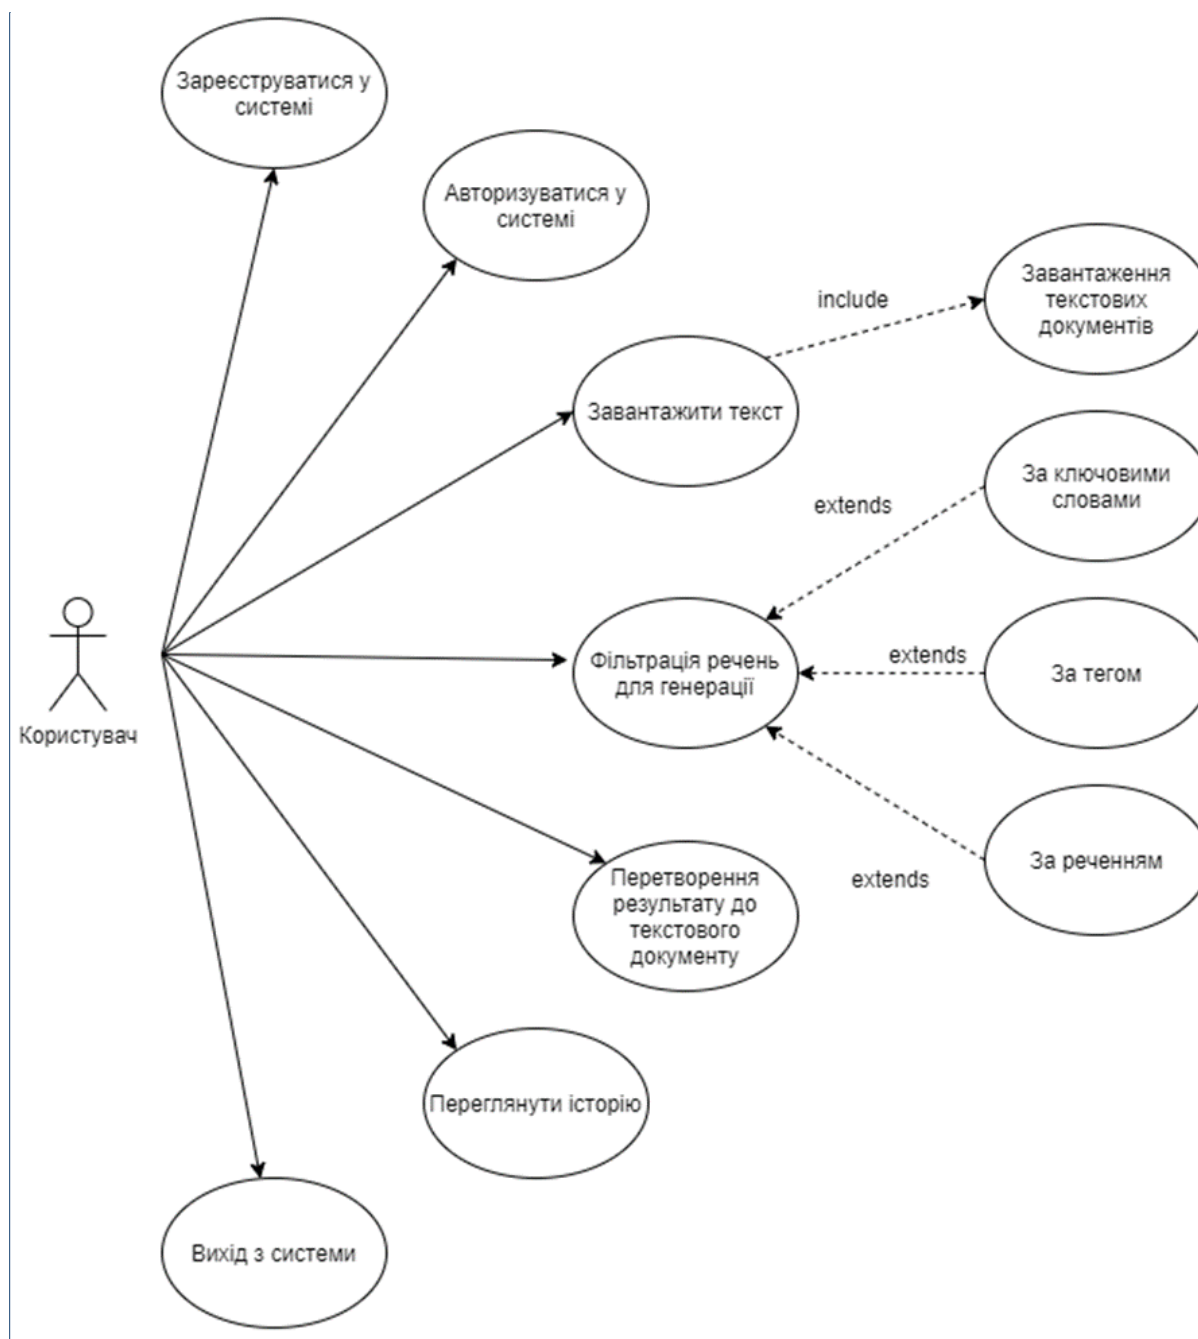 Зареєструватися у
системі
Авторизуватися у
системі
Завантаження
текстових
документів
include
Завантажити текст
За ключовими
словами
extends
Фільтрація речень
для генерації
extends
За тегом
Користувач
За реченням
extends
Перетворення
результату до
текстового
документу
Переглянути історію
Вихід з системи